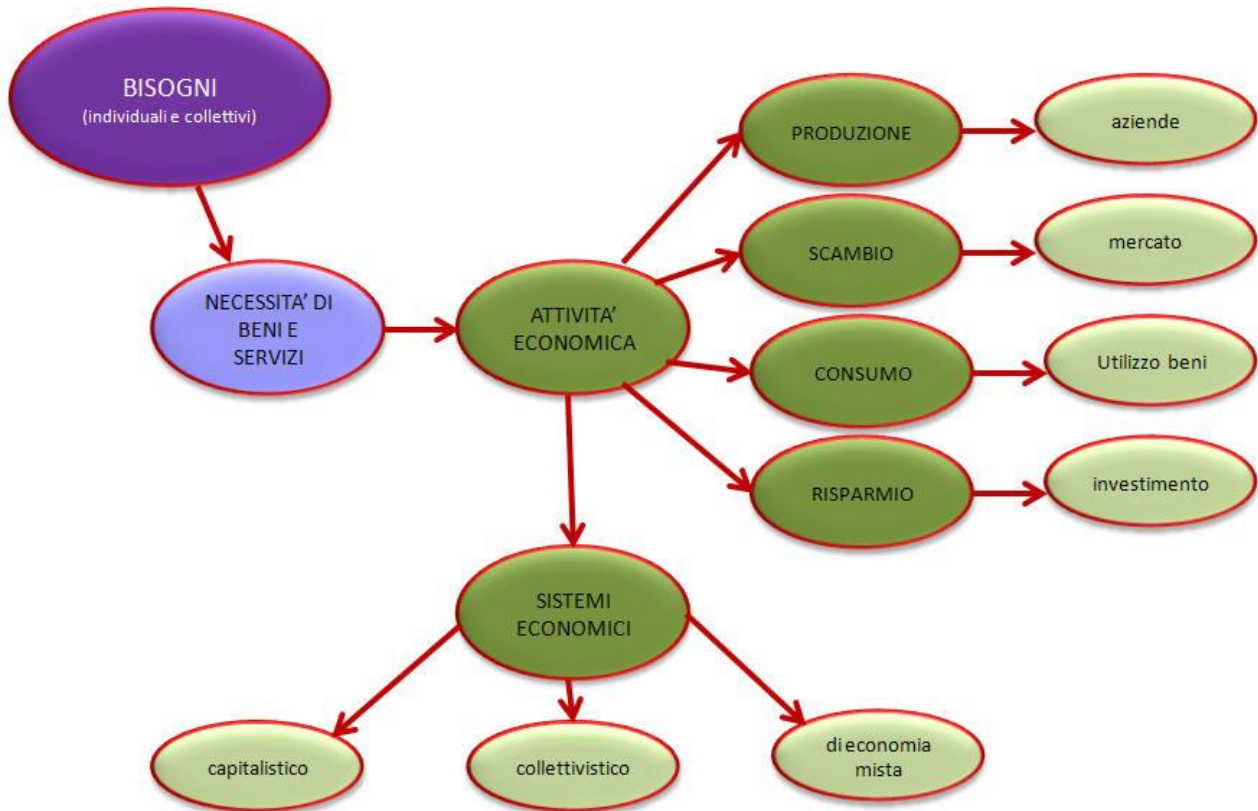 BISOGNI
(individuali e collettivi)
PRODUZIONE
aziende
SCAMBIO
mercato
NECESSITA’ DI
BENI E
SERVIZI
ATTIVITA’
ECONOMICA
CONSUMO
Utilizzo beni
RISPARMIO
investimento
SISTEMI
ECONOMICI
capitalistico
collettivistico
di economia
mista